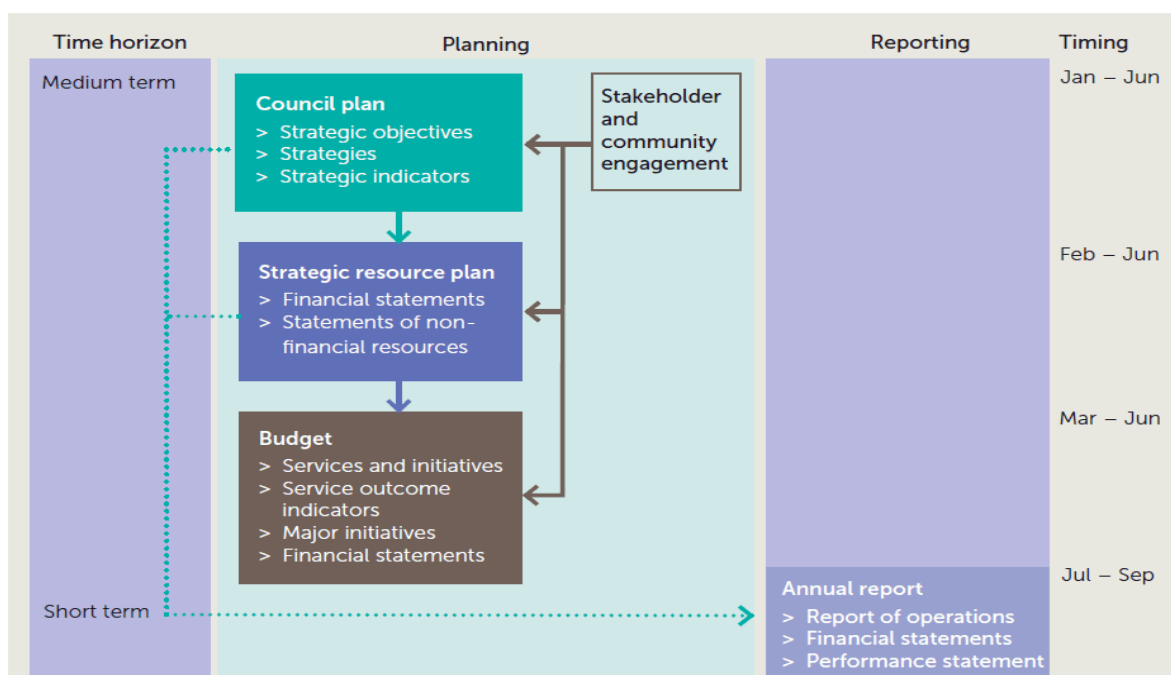 Time horizon
Planning
Reporting
Timing
Medium term
Council plan
> Strategic objectives
> Strategies
> Strategic indicators
Stakeholder
and
community
engagement
Jan – Jun
Strategic resource plan
> Financial statements
> Statements of non-
financial resources
Feb – Jun
Budget
> Services and initiatives
> Service outcome
indicators
> Major initiatives
> Financial statements
Mar – Jun
Short term
Annual report
> Report of operations
> Financial statements
> Performance statement
Jul – Sep